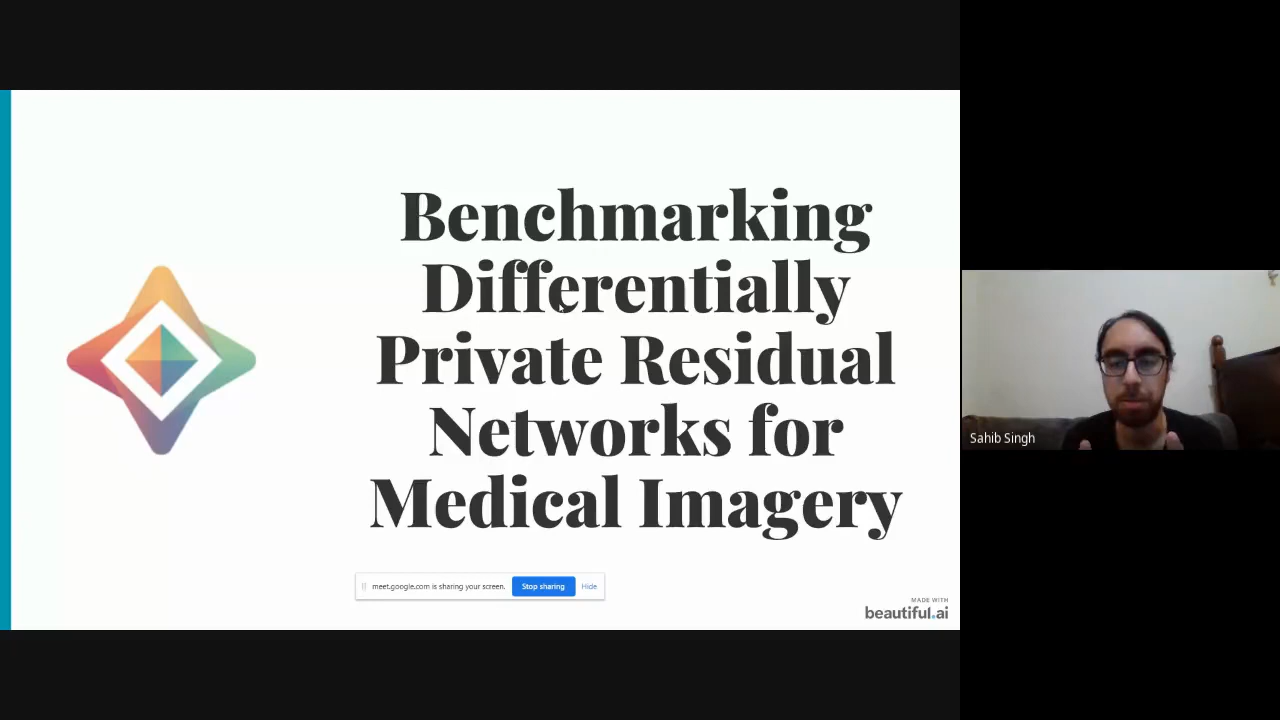 Benchmarking
Differentially
Private Residual
Networks for
Medical Imagery
meet.google.com is sharing your screen.
Stop sharing
Hide
MADE WITH
beautiful.ai
Sahib Singh